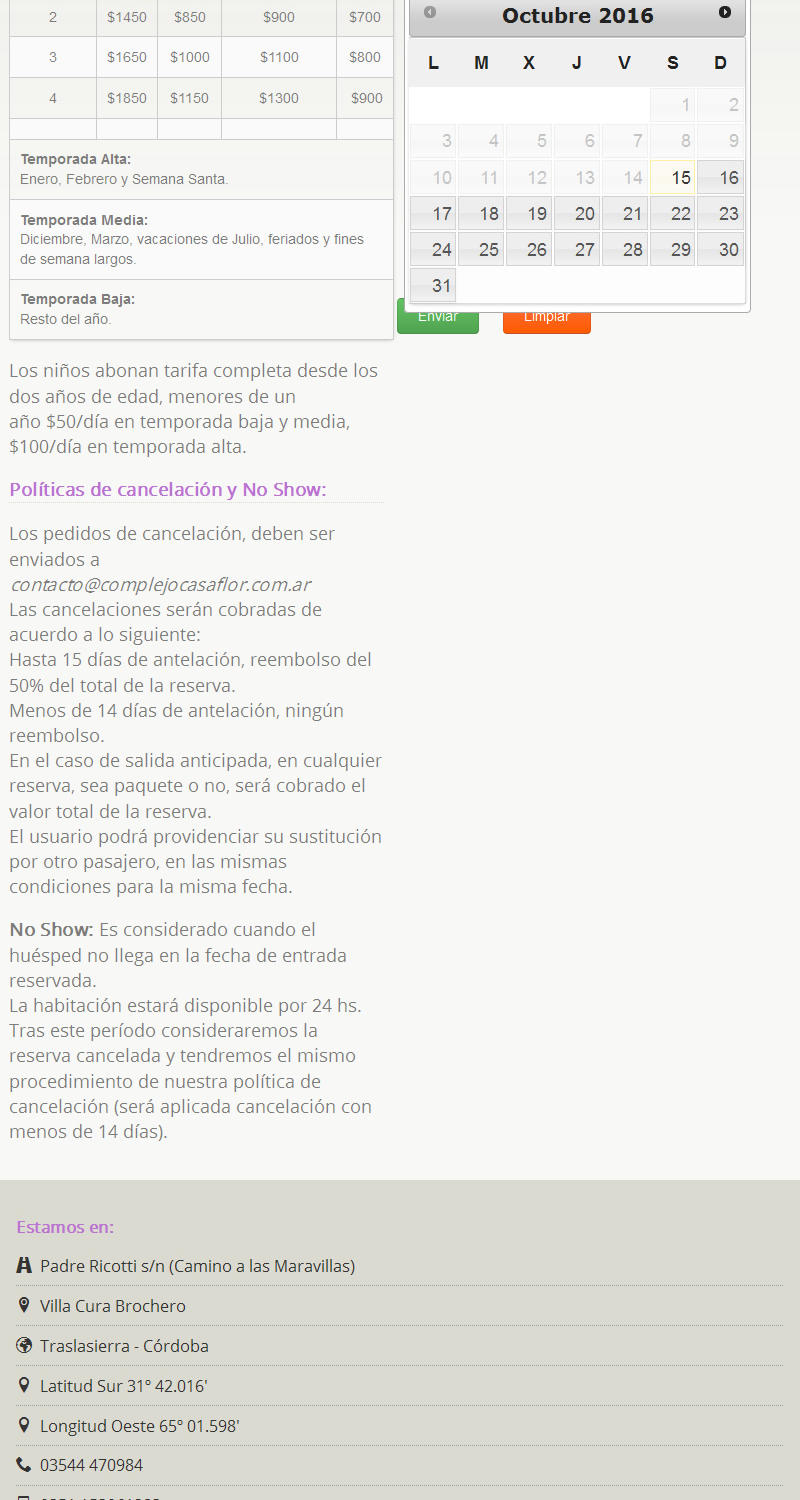 2 $1450 $850 $900 $700
3 $1650 $1000 $1100 $800
4 $1850 $1150 $1300 $900
Temporada Alta:
Enero, Febrero y Semana Santa.
Temporada Media:
Diciembre, Marzo, vacaciones de Julio, feriados y fines
de semana largos.
Temporada Baja:
Resto del año.
Octubre 2016
L M X J V S D
1 2
3 4 5 6 7 8 9
10 11 12 13 14 15 16
17 18 19 20 21 22 23
24 25 26 27 28 29 30
31
Enviar Limpiar
Los niños abonan tarifa completa desde los
dos años de edad, menores de un
año $50/día en temporada baja y media,
$100/día en temporada alta.
Políticas de cancelación y No Show:
Los pedidos de cancelación, deben ser
enviados a
contacto@complejocasaflor.com.ar
Las cancelaciones serán cobradas de
acuerdo a lo siguiente:
Hasta 15 días de antelación, reembolso del
50% del total de la reserva.
Menos de 14 días de antelación, ningún
reembolso.
En el caso de salida anticipada, en cualquier
reserva, sea paquete o no, será cobrado el
valor total de la reserva.
El usuario podrá providenciar su sustitución
por otro pasajero, en las mismas
condiciones para la misma fecha.
No Show: Es considerado cuando el
huésped no llega en la fecha de entrada
reservada.
La habitación estará disponible por 24 hs.
Tras este período consideraremos la
reserva cancelada y tendremos el mismo
procedimiento de nuestra política de
cancelación (será aplicada cancelación con
menos de 14 días).
Estamos en:
Padre Ricotti s/n (Camino a las Maravillas)
Villa Cura Brochero
Traslasierra - Córdoba
Latitud Sur 31º 42.016'
Longitud Oeste 65º 01.598'
03544 470984